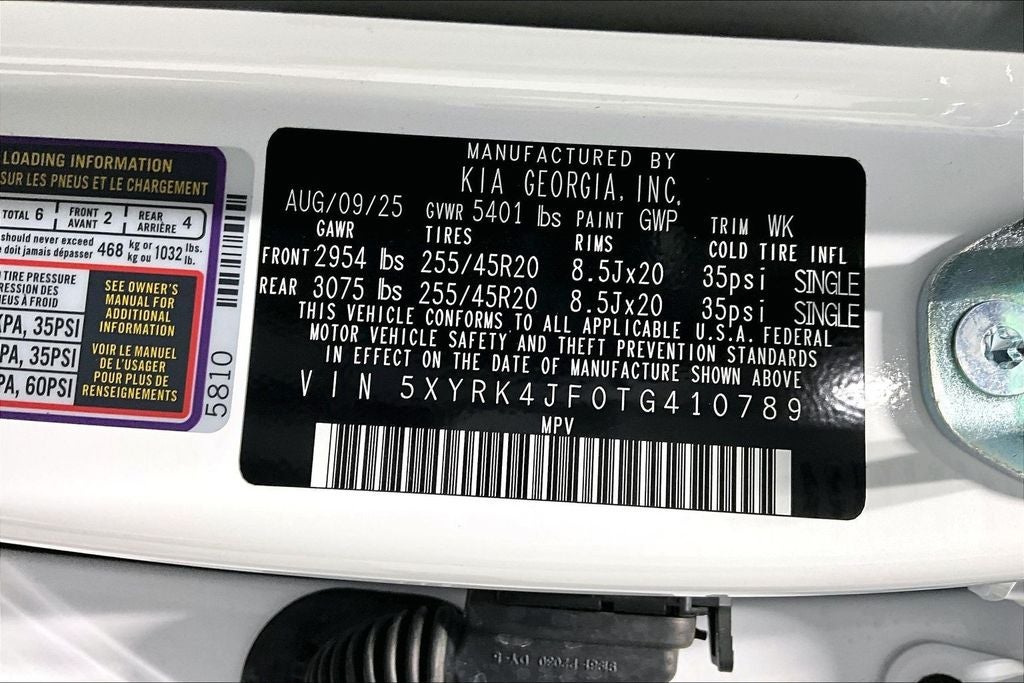 LOADING INFORMATION
SUR LES PNEUS ET LE CHARGEMENT
TOTAL 6 FRONT AVANT 2 REAR ARRIÈRE 4
should never exceed 468 kg or 1032 lbs.
doit jamais dépasser kg ou lb.
TIRE PRESSURE
À FROID
KPA, 35PSI
PA, 35PSI
PA, 60PSI
SEE OWNER'S
MANUAL FOR
ADDITIONAL
INFORMATION
VOIR LE MANUEL
DE L'USAGER
POUR PLUS DE
RENSEIGNEMENTS
5810
MANUFACTURED BY
KIA GEORGIA, INC.
AUG/09/25 GVWR 5401 lbs PAINT GWP TRIM WK
GAWR TIRES RIMS COLD TIRE INFL
FRONT 2954 lbs 255/45R20 8.5Jx20 35psi SINGLE
REAR 3075 lbs 255/45R20 8.5Jx20 35psi SINGLE
THIS VEHICLE CONFORMS TO ALL APPLICABLE U.S.A. FEDERAL
MOTOR VEHICLE SAFETY AND THEFT PREVENTION STANDARDS
IN EFFECT ON THE DATE OF MANUFACTURE SHOWN ABOVE
VIN 5XYRK4JF0TG410789
MPV